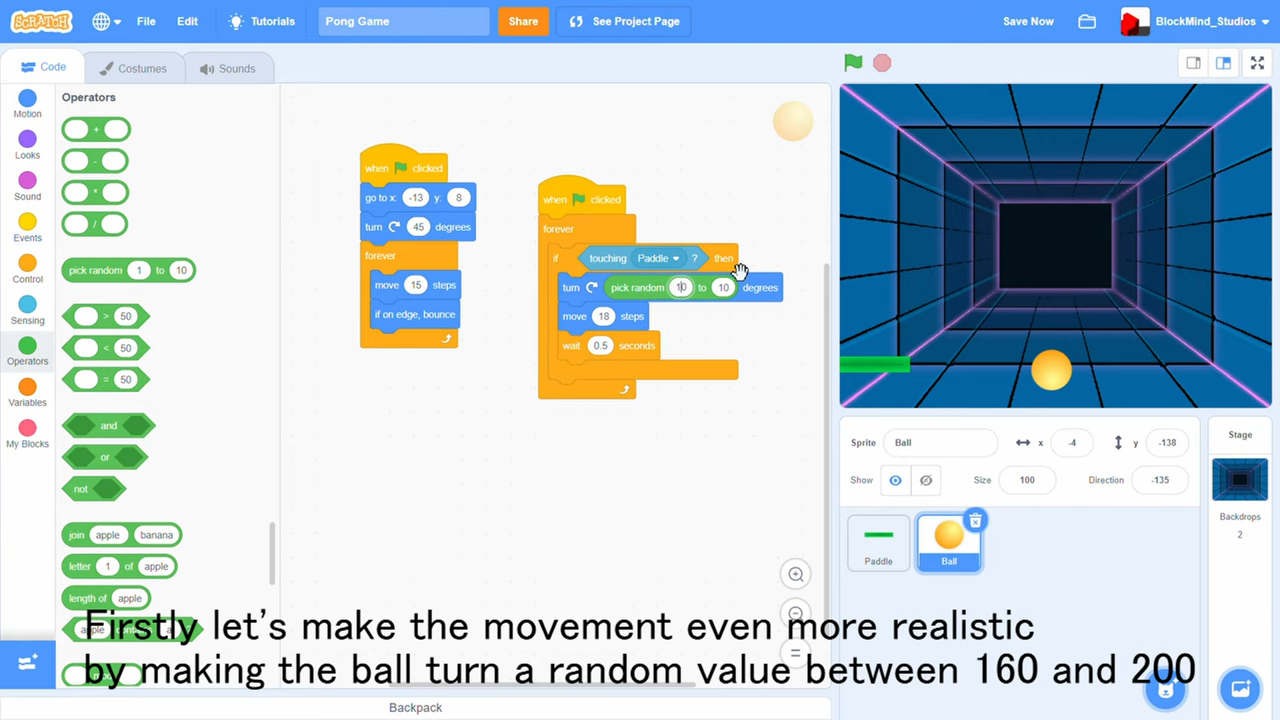 SCRATCH
File
Edit
Tutorials
Pong Game
Share
See Project Page
Save Now
BlockMind_Studios
Code
Costumes
Sounds
Motion
Looks
Sound
Events
Control
Sensing
Operators
Variables
My Blocks
Operators
+
-
*
/
pick random 1 to 10
> 50
< 50
= 50
and
or
not
join apple banana
letter 1 of apple
length of apple
apple
when clicked
go to x: -13 y: 8
turn 45 degrees
forever
move 15 steps
if on edge, bounce
when clicked
forever
if touching Paddle ? then
turn pick random 10 to 10 degrees
move 18 steps
wait 0.5 seconds
Sprite Ball x -4 y -138
Show Size 100 Direction -135
Paddle
Ball
Stage
Backdrops
2
Firstly let's make the movement even more realistic
by making the ball turn a random value between 160 and 200
Backpack